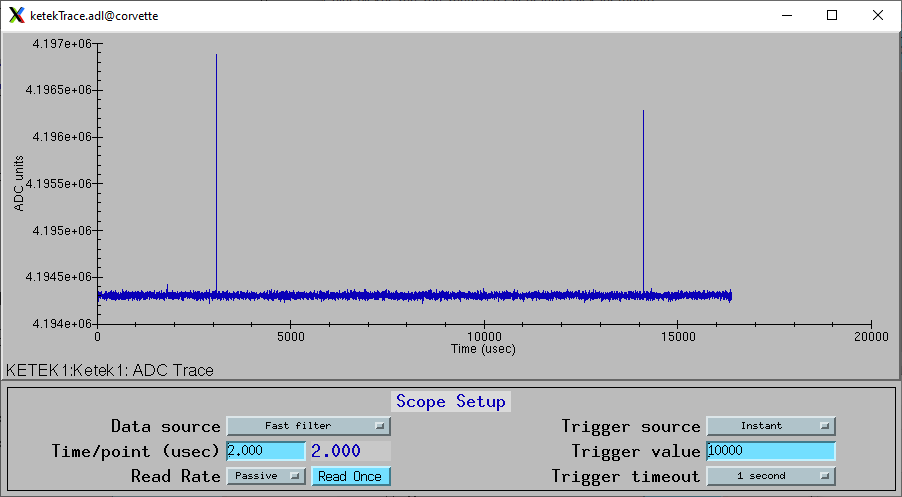 ketekTrace.adl@corvette
4.197e+06
4.1965e+06
4.196e+06
4.1955e+06
4.195e+06
4.1945e+06
4.194e+06
ADC units
0 5000 10000 15000 20000
Time (usec)
KETEK1:Ketek1: ADC Trace
Scope Setup
Data source Fast filter Trigger source Instant
Time/point (usec) 2.000 2.000 Trigger value 10000
Read Rate Passive Read Once Trigger timeout 1 second